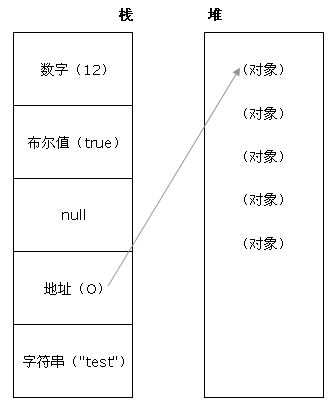 栈
堆
数字（12）
布尔值（true）
null
地址（O）
字符串（"test"）
（对象）
（对象）
（对象）
（对象）
（对象）